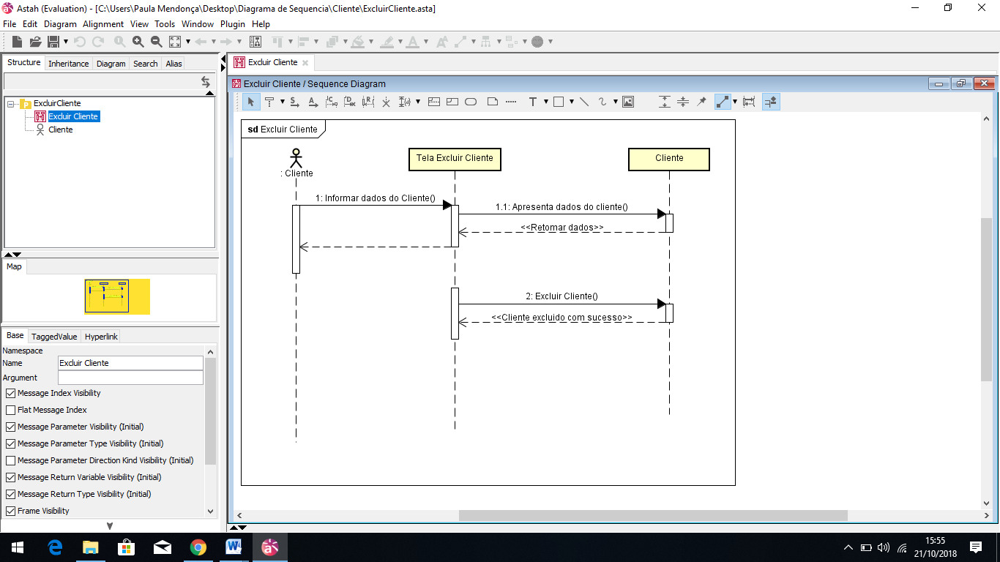 Astah (Evaluation) - [C:\Users\Paula Mendonça\Desktop\Diagrama de Sequencia\Cliente\ExcluirCliente.asta]
File Edit Diagram Alignment View Tools Window Plugin Help
Structure Inheritance Diagram Search Alias
ExcluirCliente
Excluir Cliente
Cliente
Map
Base TaggedValue Hyperlink
Namespace
Name Excluir Cliente
Argument
Message Index Visibility
Flat Message Index
Message Parameter Visibility (Initial)
Message Parameter Type Visibility (Initial)
Message Parameter Direction Kind Visibility (Initial)
Message Return Variable Visibility (Initial)
Message Return Type Visibility (Initial)
Frame Visibility
Excluir Cliente
Excluir Cliente / Sequence Diagram
sd Excluir Cliente
: Cliente
Tela Excluir Cliente
Cliente
1: Informar dados do Cliente()
1.1: Apresenta dados do cliente()
<<Retornar dados>>
2: Excluir Cliente()
<<Cliente excluido com sucesso>>
15:55
21/10/2018